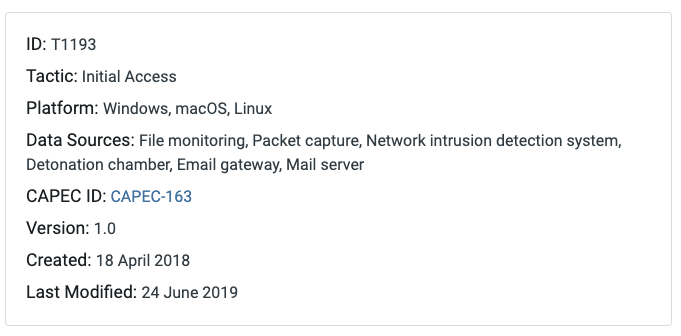 ID: T1193
Tactic: Initial Access
Platform: Windows, macOS, Linux
Data Sources: File monitoring, Packet capture, Network intrusion detection system,
Detonation chamber, Email gateway, Mail server
CAPEC ID: CAPEC-163
Version: 1.0
Created: 18 April 2018
Last Modified: 24 June 2019